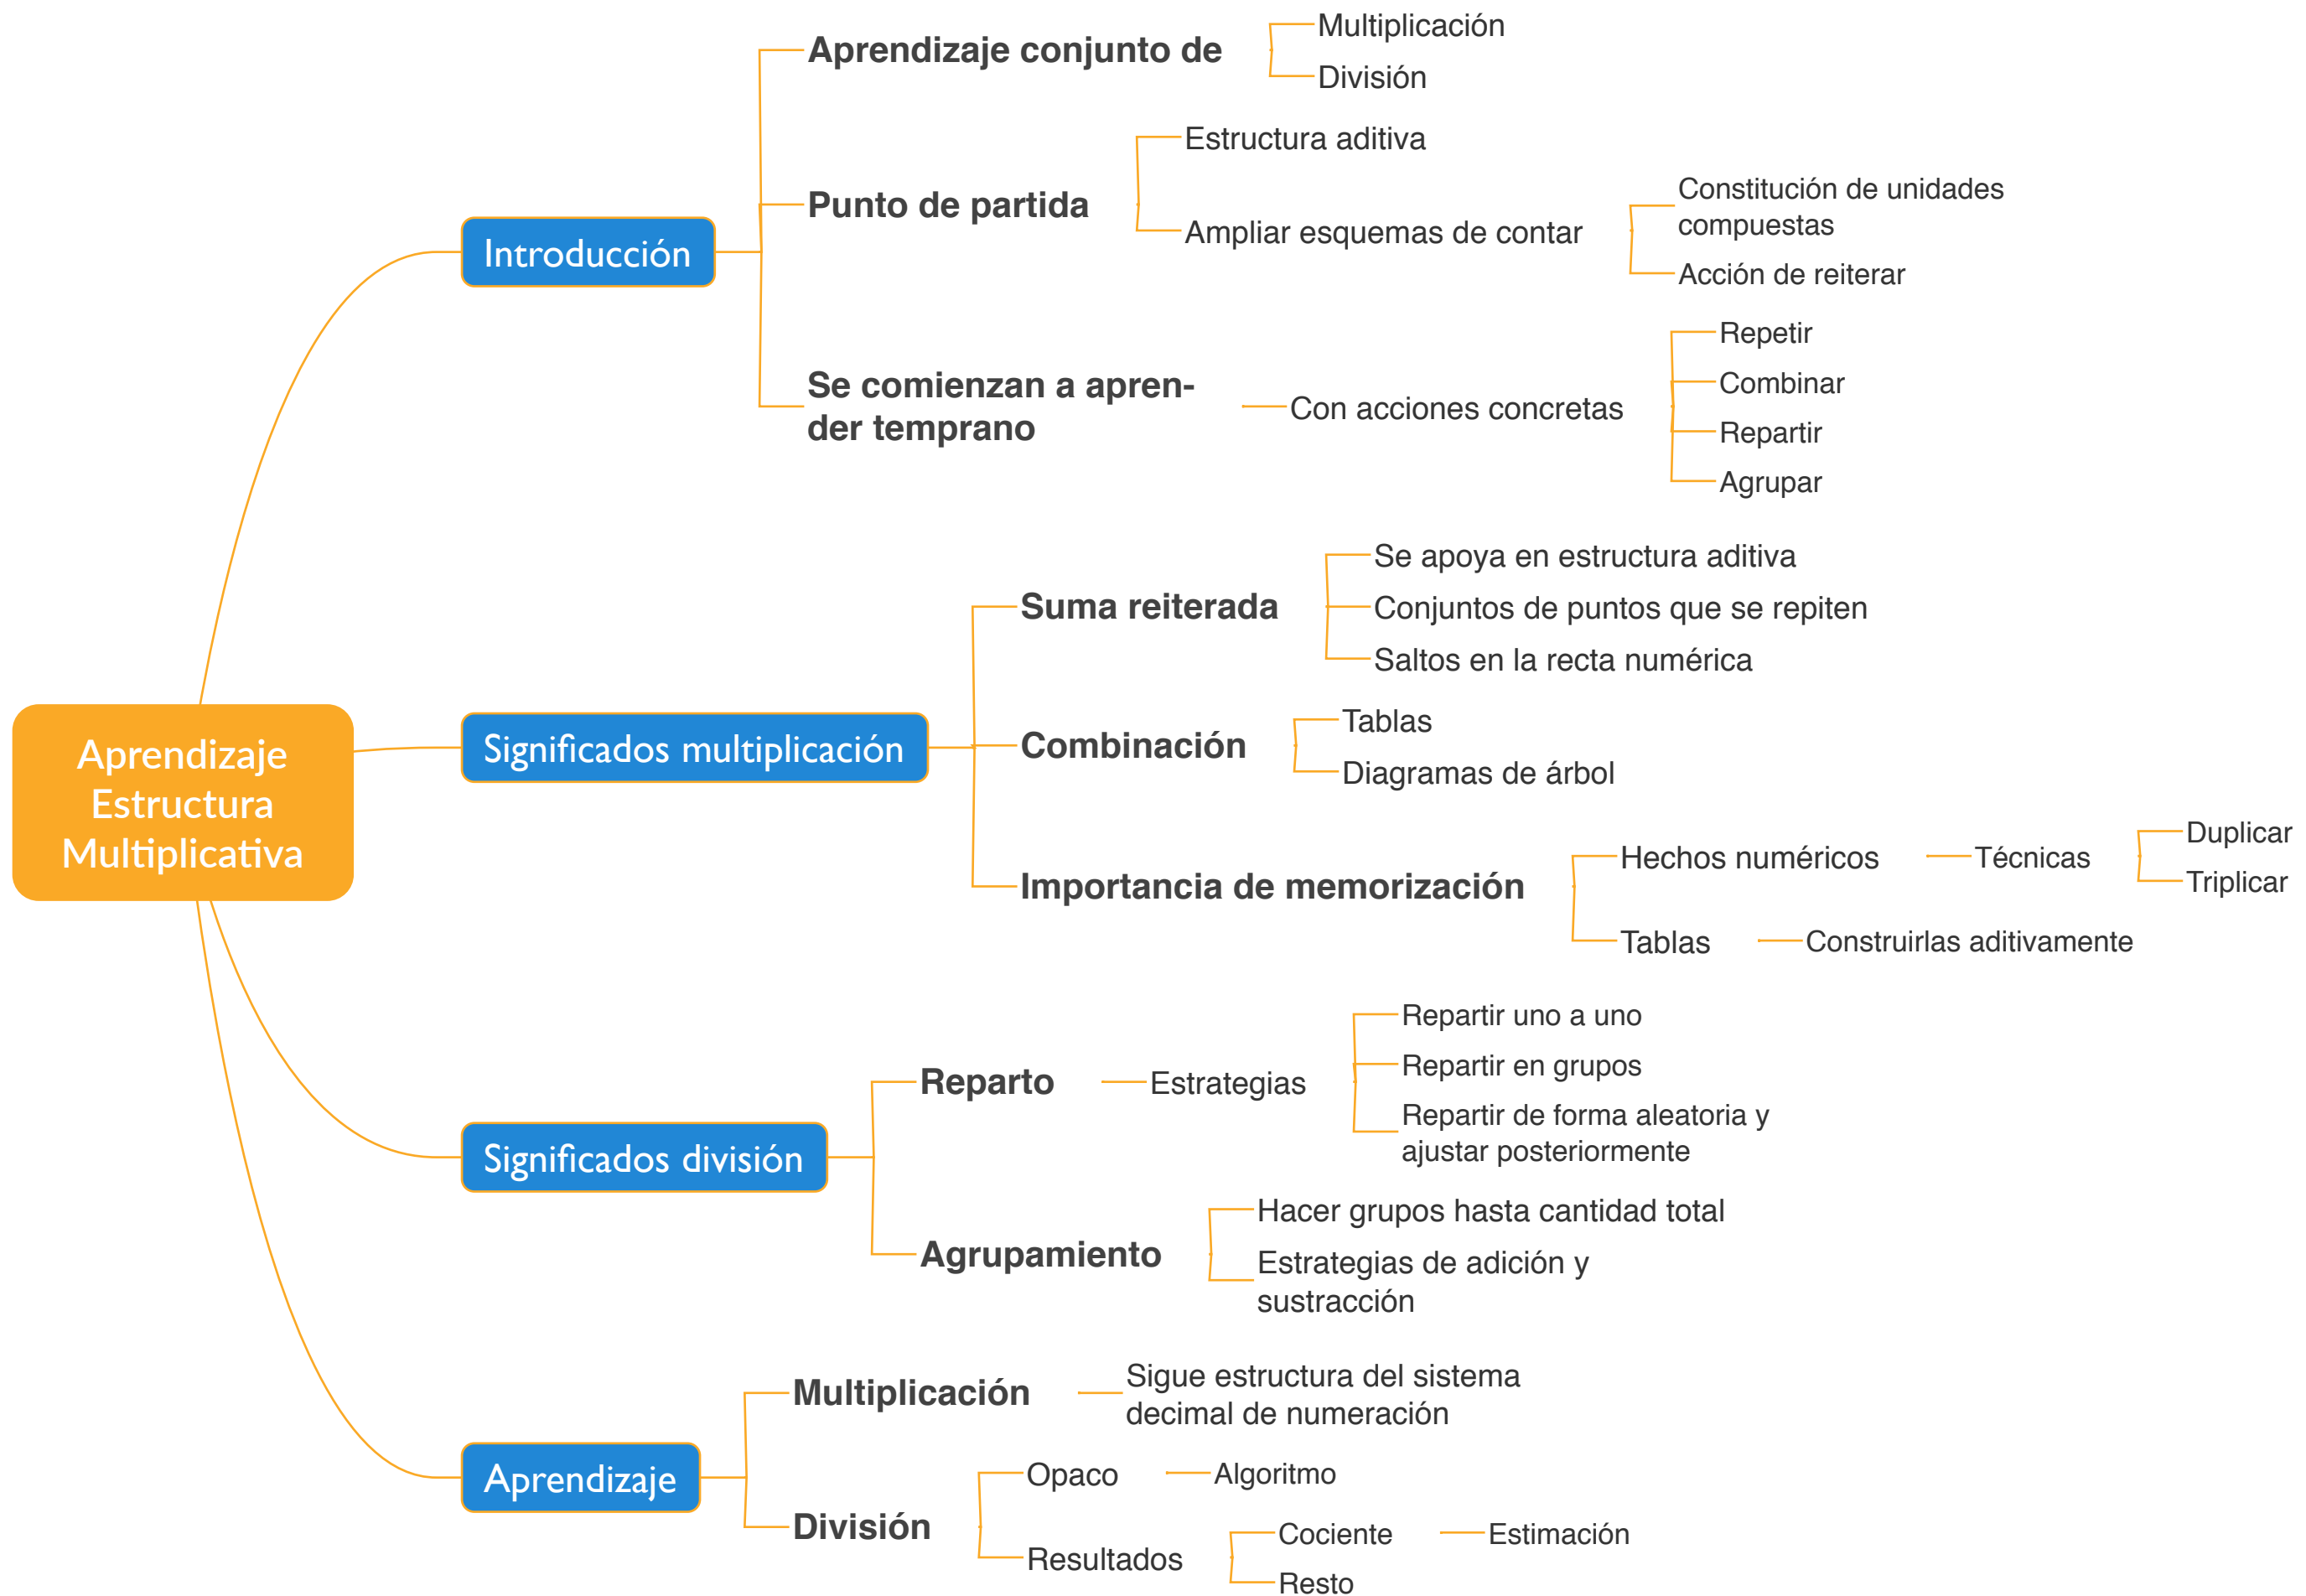 Aprendizaje
Estructura
Multiplicativa
Introducción
Aprendizaje conjunto de
Multiplicación
División
Punto de partida
Estructura aditiva
Ampliar esquemas de contar
Constitución de unidades
compuestas
Acción de reiterar
Se comienzan a apren-
der temprano
Con acciones concretas
Repetir
Combinar
Repartir
Agrupar
Significados multiplicación
Suma reiterada
Se apoya en estructura aditiva
Conjuntos de puntos que se repiten
Saltos en la recta numérica
Combinación
Tablas
Diagramas de árbol
Importancia de memorización
Hechos numéricos
Técnicas
Duplicar
Triplicar
Tablas
Construirlas aditivamente
Significados división
Reparto
Estrategias
Repartir uno a uno
Repartir en grupos
Repartir de forma aleatoria y
ajustar posteriormente
Agrupamiento
Hacer grupos hasta cantidad total
Estrategias de adición y
sustracción
Aprendizaje
Multiplicación
Sigue estructura del sistema
decimal de numeración
División
Opaco
Algoritmo
Resultados
Cociente
Estimación
Resto